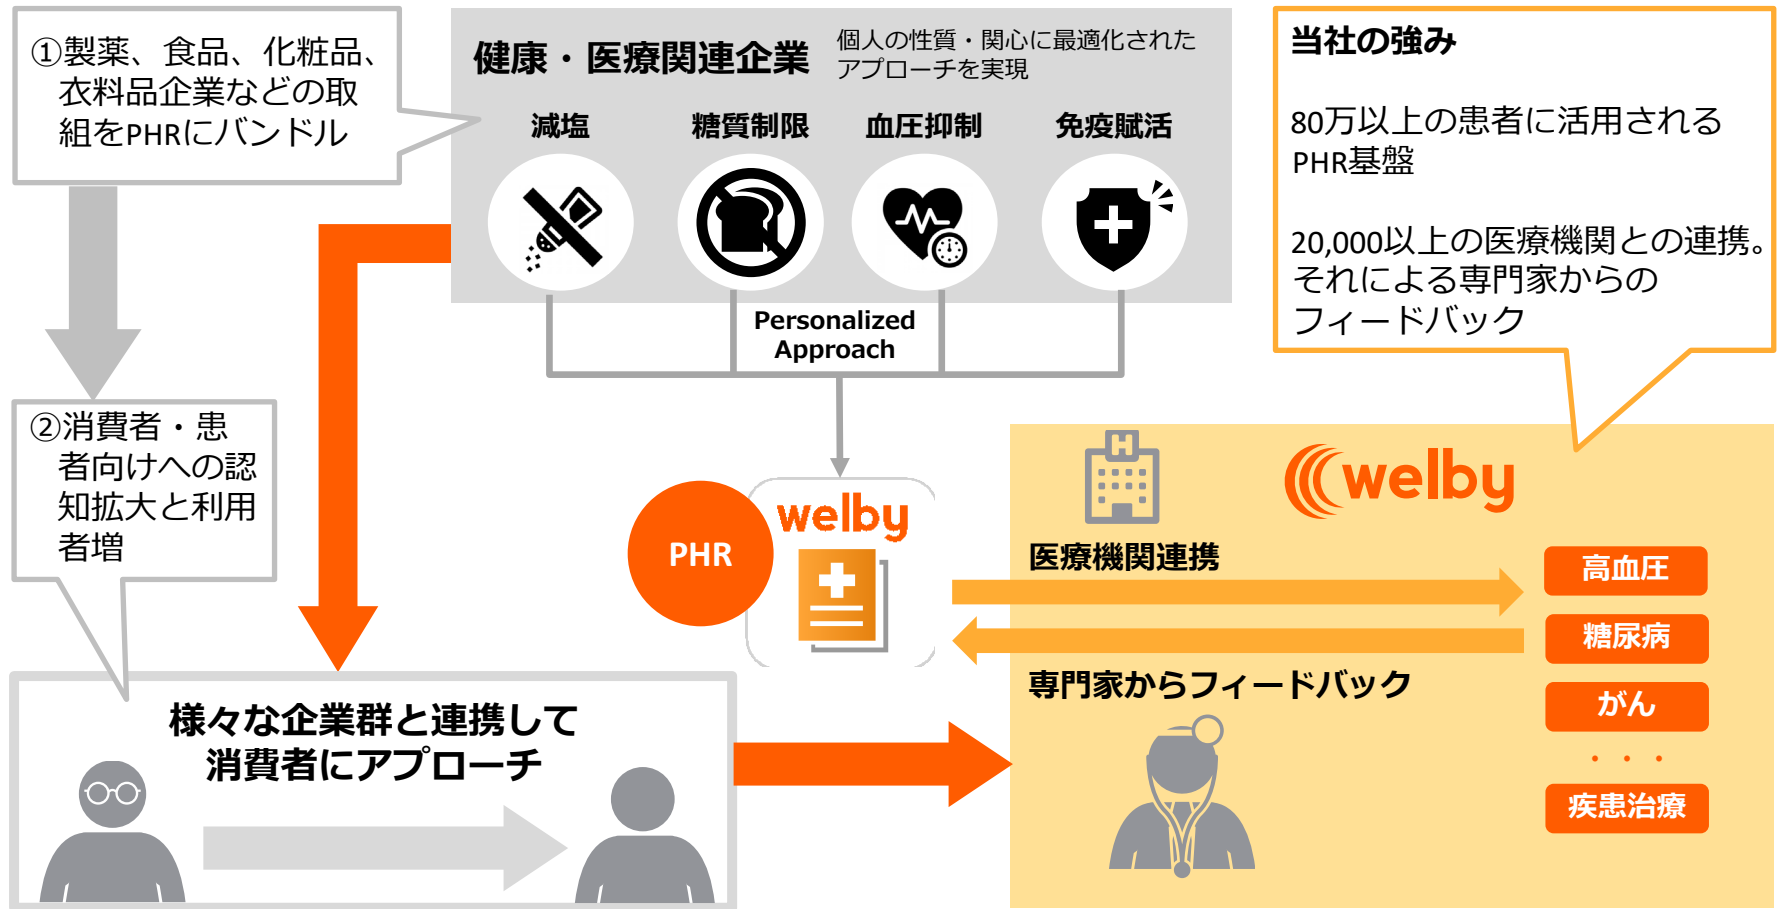 ①製薬、食品、化粧品、
衣料品企業などの取
組をPHRにバンドル
健康・医療関連企業
個人の性質・関心に最適化された
アプローチを実現
減塩
糖質制限
血圧抑制
免疫賦活
Personalized
Approach
当社の強み
80万以上の患者に活用される
PHR基盤
20,000以上の医療機関との連携。
それによる専門家からの
フィードバック
②消費者・患
者向けへの認
知拡大と利用
者増
PHR
welby
H
welby
医療機関連携
専門家からフィードバック
高血圧
糖尿病
がん
・・・
疾患治療
様々な企業群と連携して
消費者にアプローチ